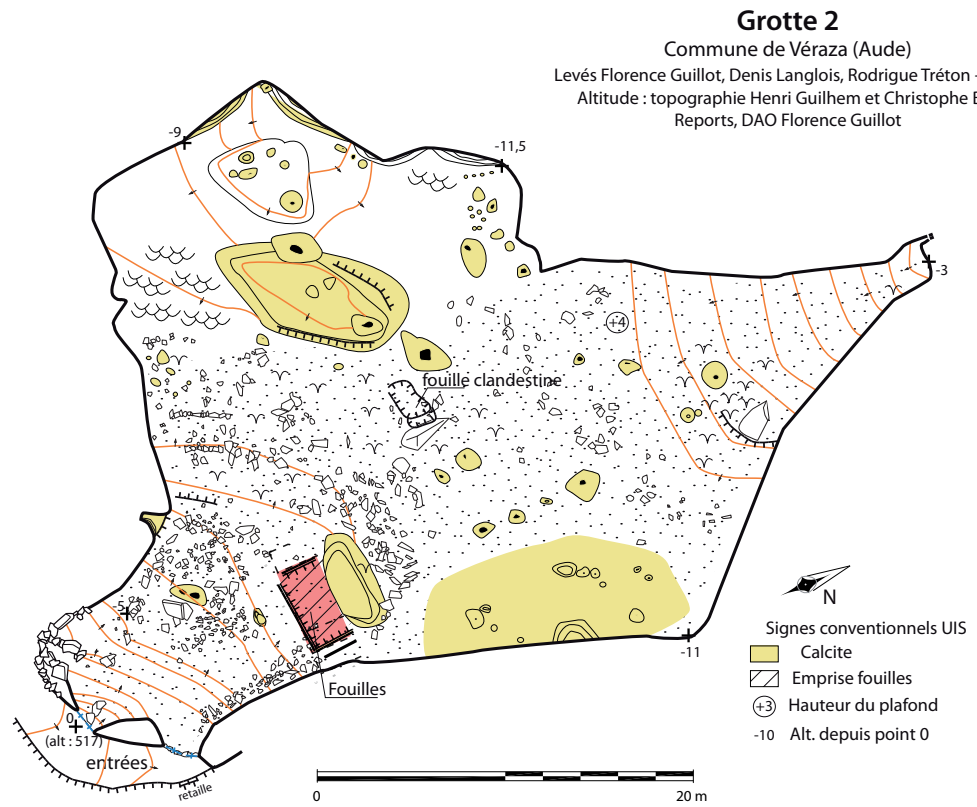 Grotte 2
Commune de Véraza (Aude)
Levés Florence Guillot, Denis Langlois, Rodrigue Tréton -
Altitude : topographie Henri Guilhem et Christophe
Reports, DAO Florence Guillot
-9
-11,5
-3
+4
fouille clandestine
-5
Fouilles
-11
0
(alt : 517)
entrées
retaille
N
Signes conventionnels UIS
Calcite
Emprise fouilles
+3 Hauteur du plafond
-10 Alt. depuis point 0
0 20 m